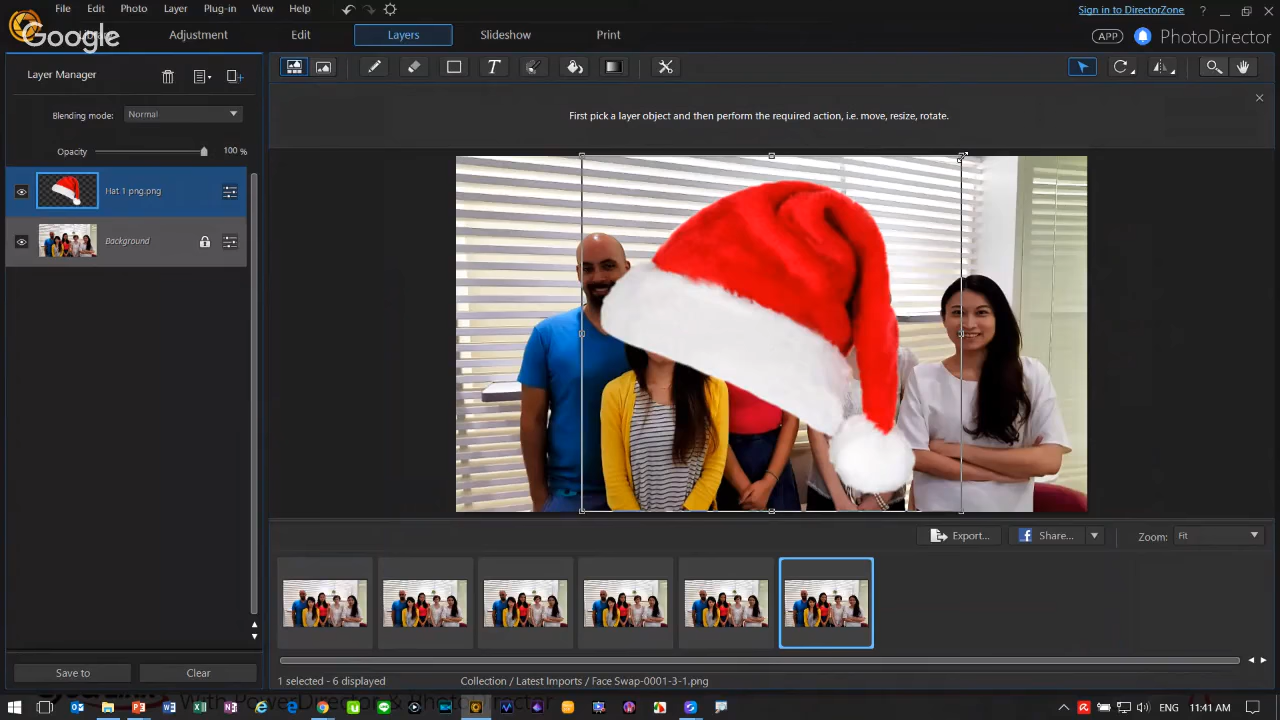 File Edit Photo Layer Plug-in View Help
Sign in to DirectorZone ?
Google
Adjustment Edit Layers Slideshow Print
APP PhotoDirector
Layer Manager
T
First pick a layer object and then perform the required action, i.e. move, resize, rotate.
Blending mode: Normal
Opacity 100 %
Hat 1 png.png
Background
Export... Share... Zoom: Fit
Save to Clear
1 selected - 6 displayed Collection / Latest Imports / Face Swap-0001-3-1.png
With PowerDirector & PhotoDirector
ENG 11:41 AM